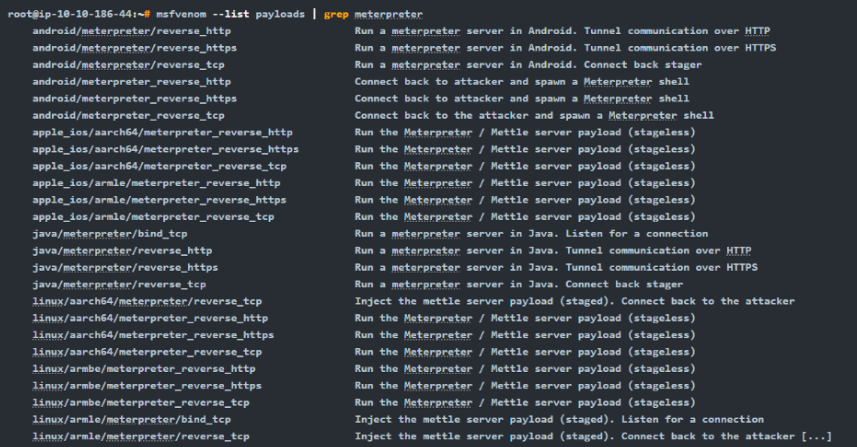 root@ip-10-10-186-44:~# msfvenom --list payloads | grep meterpreter
android/meterpreter/reverse_http Run a meterpreter server in Android. Tunnel communication over HTTP
android/meterpreter/reverse_https Run a meterpreter server in Android. Tunnel communication over HTTPS
android/meterpreter/reverse_tcp Run a meterpreter server in Android. Connect back stager
android/meterpreter_reverse_http Connect back to attacker and spawn a Meterpreter shell
android/meterpreter_reverse_https Connect back to attacker and spawn a Meterpreter shell
android/meterpreter_reverse_tcp Connect back to the attacker and spawn a Meterpreter shell
apple_ios/aarch64/meterpreter_reverse_http Run the Meterpreter / Mettle server payload (stageless)
apple_ios/aarch64/meterpreter_reverse_https Run the Meterpreter / Mettle server payload (stageless)
apple_ios/aarch64/meterpreter_reverse_tcp Run the Meterpreter / Mettle server payload (stageless)
apple_ios/armle/meterpreter_reverse_http Run the Meterpreter / Mettle server payload (stageless)
apple_ios/armle/meterpreter_reverse_https Run the Meterpreter / Mettle server payload (stageless)
apple_ios/armle/meterpreter_reverse_tcp Run the Meterpreter / Mettle server payload (stageless)
java/meterpreter/bind_tcp Run a meterpreter server in Java. Listen for a connection
java/meterpreter/reverse_http Run a meterpreter server in Java. Tunnel communication over HTTP
java/meterpreter/reverse_https Run a meterpreter server in Java. Tunnel communication over HTTPS
java/meterpreter/reverse_tcp Run a meterpreter server in Java. Connect back stager
linux/aarch64/meterpreter/reverse_tcp Inject the mettle server payload (staged). Connect back to the attacker
linux/aarch64/meterpreter_reverse_http Run the Meterpreter / Mettle server payload (stageless)
linux/aarch64/meterpreter_reverse_https Run the Meterpreter / Mettle server payload (stageless)
linux/aarch64/meterpreter_reverse_tcp Run the Meterpreter / Mettle server payload (stageless)
linux/armbe/meterpreter_reverse_http Run the Meterpreter / Mettle server payload (stageless)
linux/armbe/meterpreter_reverse_https Run the Meterpreter / Mettle server payload (stageless)
linux/armbe/meterpreter_reverse_tcp Run the Meterpreter / Mettle server payload (stageless)
linux/armle/meterpreter/bind_tcp Inject the mettle server payload (staged). Listen for a connection
linux/armle/meterpreter/reverse_tcp Inject the mettle server payload (staged). Connect back to the attacker [...]